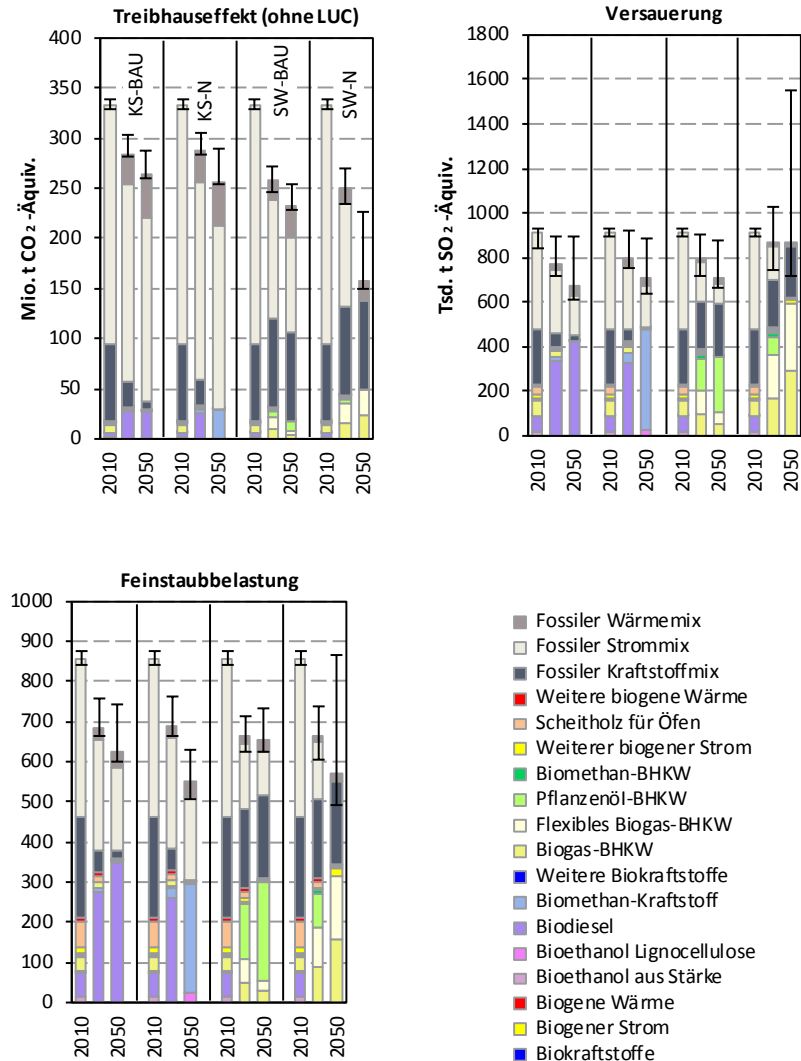 Treibhauseffekt (ohne LUC)
Mio. t CO₂ -Äquiv.
400
350
300
250
200
150
100
50
0
KS-BAU
KS-N
SW-BAU
SW-N
2010
2050
2010
2050
2010
2050
2010
2050
Versauerung
Tsd. t SO₂ -Äquiv.
1800
1600
1400
1200
1000
800
600
400
200
0
2010
2050
2010
2050
2010
2050
2010
2050
Feinstaubbelastung
1000
900
800
700
600
500
400
300
200
100
0
2010
2050
2010
2050
2010
2050
2010
2050
Fossiler Wärmemix
Fossiler Strommix
Fossiler Kraftstoffmix
Weitere biogene Wärme
Scheitholz für Öfen
Weiterer biogener Strom
Biomethan-BHKW
Pflanzenöl-BHKW
Flexibles Biogas-BHKW
Biogas-BHKW
Weitere Biokraftstoffe
Biomethan-Kraftstoff
Biodiesel
Bioethanol Lignocellulose
Bioethanol aus Stärke
Biogene Wärme
Biogener Strom
Biokraftstoffe